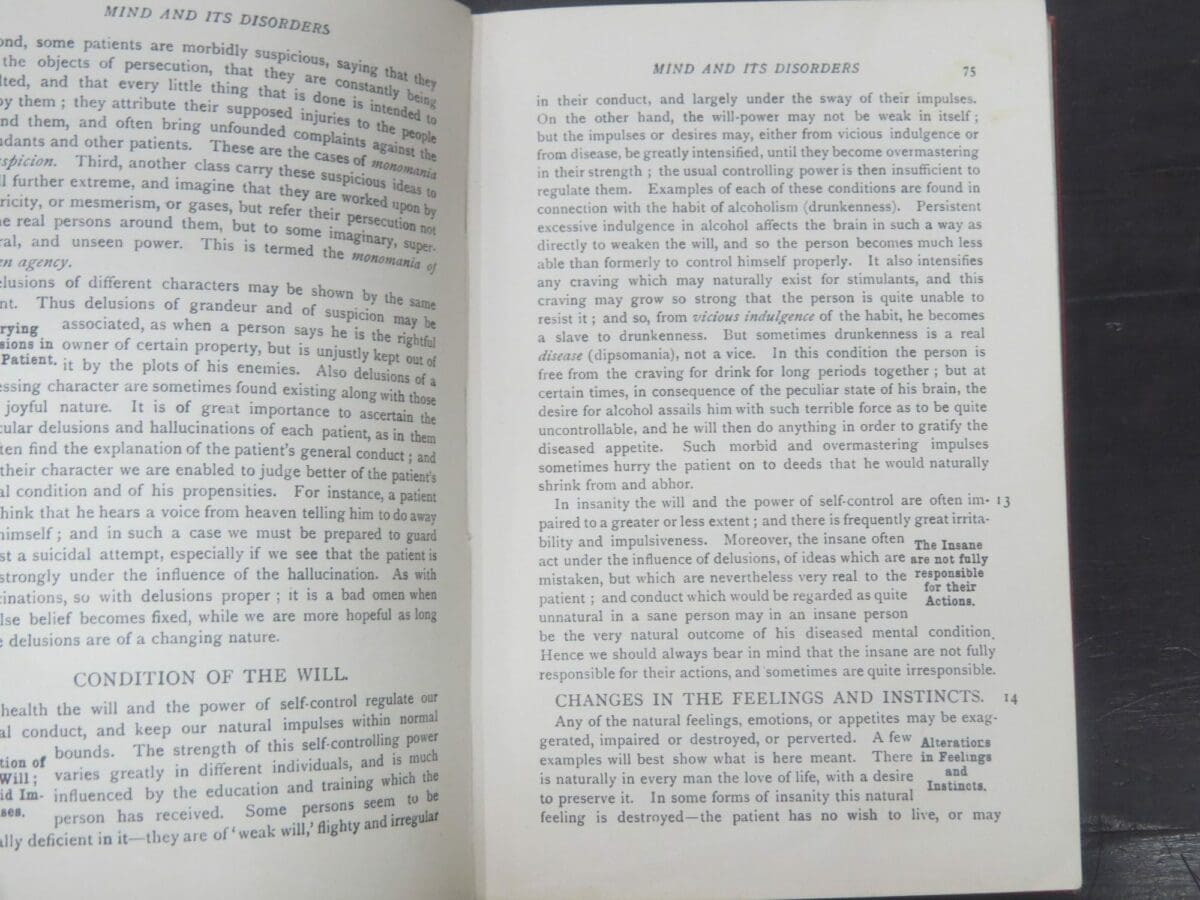 MIND AND ITS DISORDERS
ond, some patients are morbidly suspicious, saying that they
the objects of persecution, that they are constantly being
lted, and that every little thing that is done is intended to
by them ; they attribute their supposed injuries to the people
nd them, and often bring unfounded complaints against the
ndants and other patients. These are the cases of monomania
spicion. Third, another class carry these suspicious ideas to
ll further extreme, and imagine that they are worked upon by
ricity, or mesmerism, or gases, but refer their persecution not
ne real persons around them, but to some imaginary, super-
ral, and unseen power. This is termed the monomania of
en agency.
elusions of different characters may be shown by the same
nt. Thus delusions of grandeur and of suspicion may be
rying associated, as when a person says he is the rightful
sions in owner of certain property, but is unjustly kept out of
Patient. it by the plots of his enemies. Also delusions of a
essing character are sometimes found existing along with those
joyful nature. It is of great importance to ascertain the
cular delusions and hallucinations of each patient, as in them
ten find the explanation of the patient's general conduct ; and
their character we are enabled to judge better of the patient's
al condition and of his propensities. For instance, a patient
think that he hears a voice from heaven telling him to do away
himself ; and in such a case we must be prepared to guard
st a suicidal attempt, especially if we see that the patient is
strongly under the influence of the hallucination. As with
cinations, so with delusions proper ; it is a bad omen when
lse belief becomes fixed, while we are more hopeful as long
e delusions are of a changing nature.
CONDITION OF THE WILL.
health the will and the power of self-control regulate our
al conduct, and keep our natural impulses within normal
tion of bounds. The strength of this self-controlling power
Will ; varies greatly in different individuals, and is much
id Im- influenced by the education and training which the
ses. person has received. Some persons seem to be
ally deficient in it—they are of 'weak will,' flighty and irregular
MIND AND ITS DISORDERS 75
in their conduct, and largely under the sway of their impulses.
On the other hand, the will-power may not be weak in itself ;
but the impulses or desires may, either from vicious indulgence or
from disease, be greatly intensified, until they become overmastering
in their strength ; the usual controlling power is then insufficient to
regulate them. Examples of each of these conditions are found in
connection with the habit of alcoholism (drunkenness). Persistent
excessive indulgence in alcohol affects the brain in such a way as
directly to weaken the will, and so the person becomes much less
able than formerly to control himself properly. It also intensifies
any craving which may naturally exist for stimulants, and this
craving may grow so strong that the person is quite unable to
resist it ; and so, from vicious indulgence of the habit, he becomes
a slave to drunkenness. But sometimes drunkenness is a real
disease (dipsomania), not a vice. In this condition the person is
free from the craving for drink for long periods together ; but at
certain times, in consequence of the peculiar state of his brain, the
desire for alcohol assails him with such terrible force as to be quite
uncontrollable, and he will then do anything in order to gratify the
diseased appetite. Such morbid and overmastering impulses
sometimes hurry the patient on to deeds that he would naturally
shrink from and abhor.
In insanity the will and the power of self-control are often im- 13
paired to a greater or less extent ; and there is frequently great irrita-
bility and impulsiveness. Moreover, the insane often The Insane
act under the influence of delusions, of ideas which are are not fully
mistaken, but which are nevertheless very real to the responsible
patient ; and conduct which would be regarded as quite for their
unnatural in a sane person may in an insane person Actions.
be the very natural outcome of his diseased mental condition.
Hence we should always bear in mind that the insane are not fully
responsible for their actions, and sometimes are quite irresponsible.
CHANGES IN THE FEELINGS AND INSTINCTS. 14
Any of the natural feelings, emotions, or appetites may be exag-
gerated, impaired or destroyed, or perverted. A few Alterations
examples will best show what is here meant. There in Feelings
is naturally in every man the love of life, with a desire and
to preserve it. In some forms of insanity this natural Instincts.
feeling is destroyed—the patient has no wish to live, or may